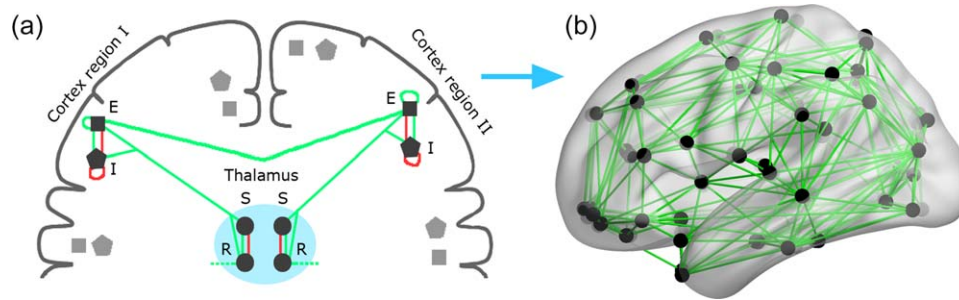 (a)
(b)
Cortex region I
Cortex region II
E
E
I
I
Thalamus
S S
R R